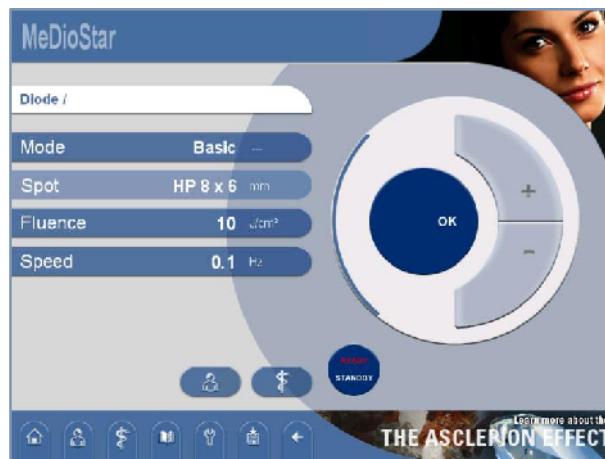 MeDioStar
Diode /
Mode Basic ---
Spot HP 8 x 6 mm
Fluence 10 J/cm²
Speed 0.1 Hz
+
OK
-
READY
STANDBY
Learn more about the
THE ASCLEPION EFFECT